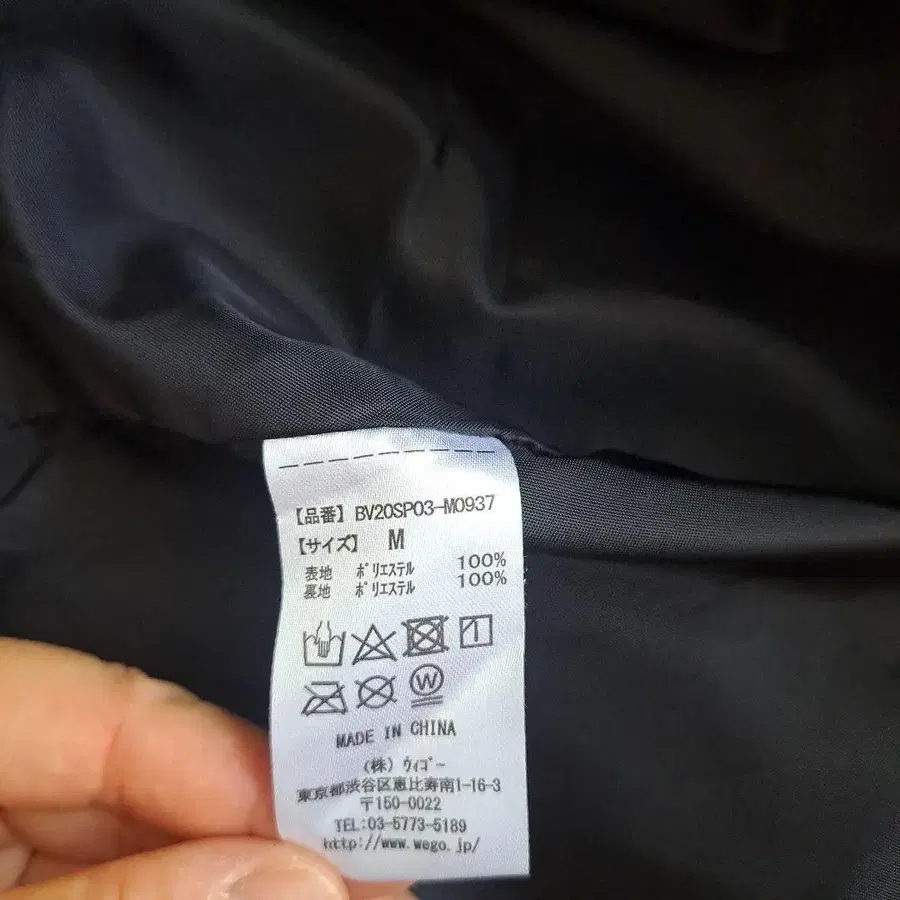 【品番】 BV20SP03-M0937
【サイズ】 M
表地 ポリエステル 100%
裏地 ポリエステル 100%
W
MADE IN CHINA
(株) ウィゴー
東京都渋谷区恵比寿南1-16-3
〒150-0022
TEL:03-5773-5189
http://www.wego.jp/